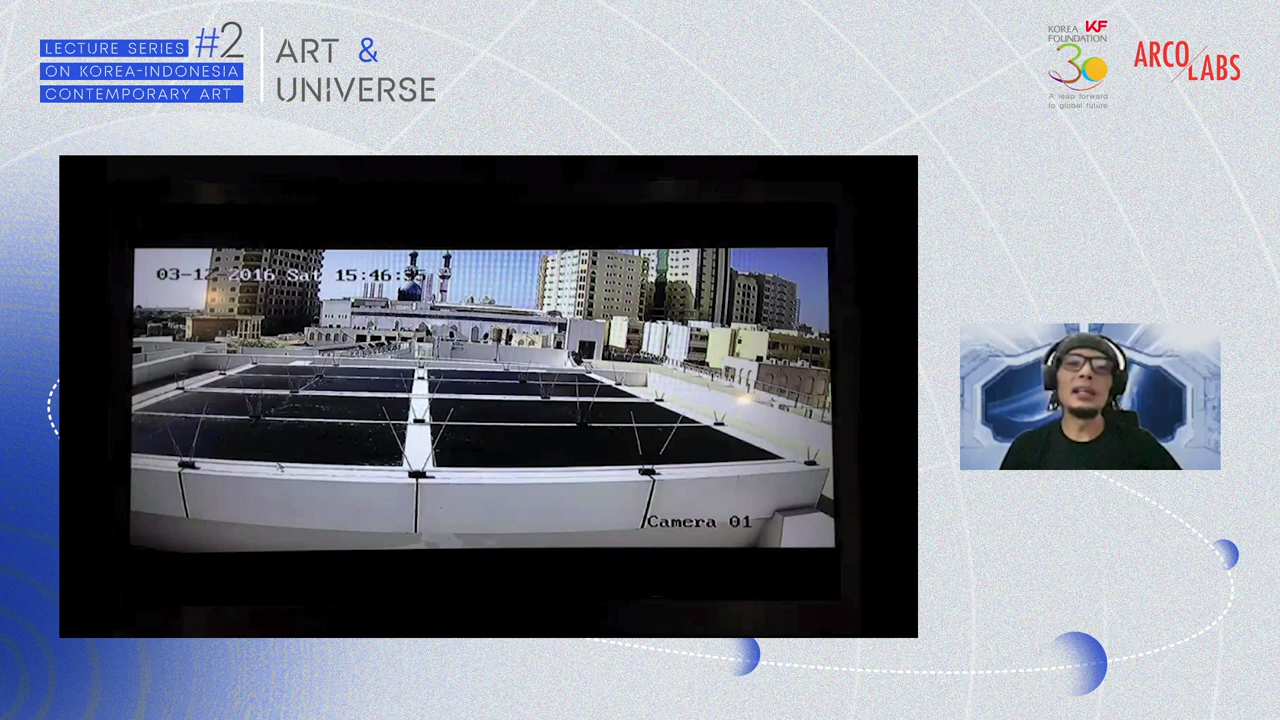 LECTURE SERIES #2
ON KOREA-INDONESIA
CONTEMPORARY ART
ART &
UNIVERSE
KOREA KF
FOUNDATION
30
A leap forward
to global future
ARCO
LABS
03-12-2016 Sat 15:46:
Camera 01